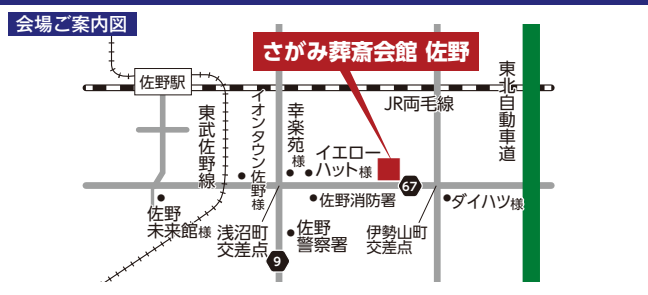 会場ご案内図
さがみ葬斎会館 佐野
佐野駅
JR両毛線
東北自動車道
東武佐野線
イオンタウン佐野様
幸楽苑様
イエロー
ハット様
67
佐野消防署
ダイハツ様
佐野
未来館様
浅沼町
交差点
佐野
警察署
伊勢山町
交差点
9